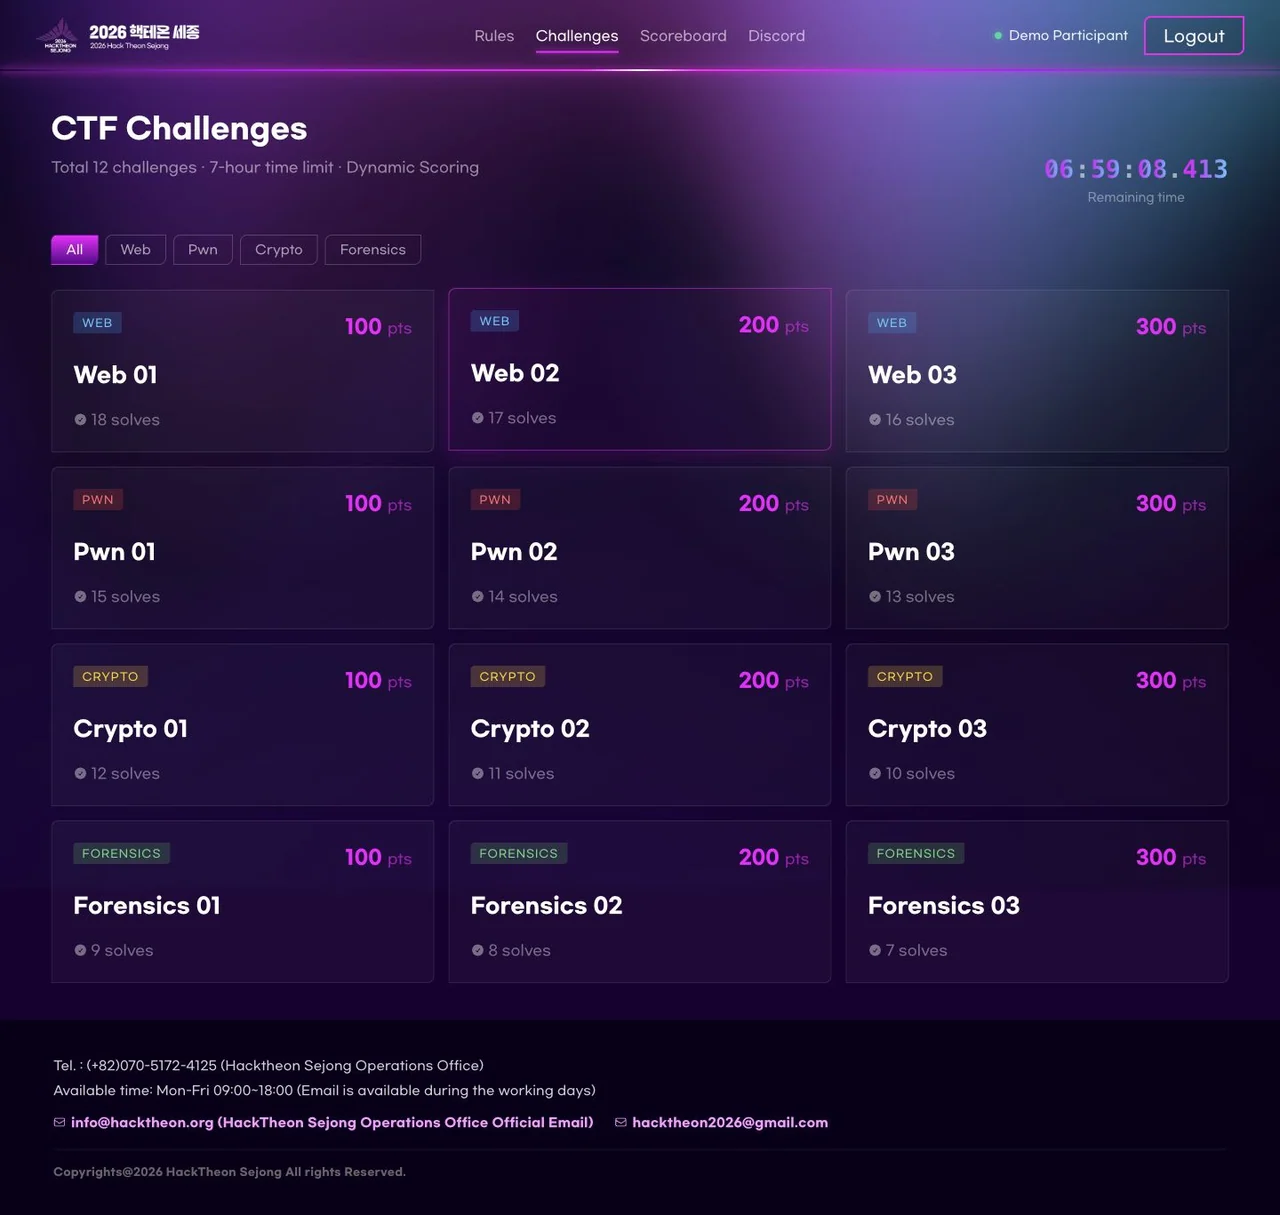 2026
HACKTHEON
SEJONG
2026 핵테온 세종
2026 Hack Theon Sejong
Rules
Challenges
Scoreboard
Discord
Demo Participant
Logout
CTF Challenges
Total 12 challenges · 7-hour time limit · Dynamic Scoring
06:59:08.413
Remaining time
All
Web
Pwn
Crypto
Forensics
WEB
100 pts
Web 01
18 solves
WEB
200 pts
Web 02
17 solves
WEB
300 pts
Web 03
16 solves
PWN
100 pts
Pwn 01
15 solves
PWN
200 pts
Pwn 02
14 solves
PWN
300 pts
Pwn 03
13 solves
CRYPTO
100 pts
Crypto 01
12 solves
CRYPTO
200 pts
Crypto 02
11 solves
CRYPTO
300 pts
Crypto 03
10 solves
FORENSICS
100 pts
Forensics 01
9 solves
FORENSICS
200 pts
Forensics 02
8 solves
FORENSICS
300 pts
Forensics 03
7 solves
Tel. : (+82)070-5172-4125 (Hacktheon Sejong Operations Office)
Available time: Mon-Fri 09:00~18:00 (Email is available during the working days)
info@hacktheon.org (HackTheon Sejong Operations Office Official Email)
hacktheon2026@gmail.com
Copyrights@2026 HackTheon Sejong All rights Reserved.